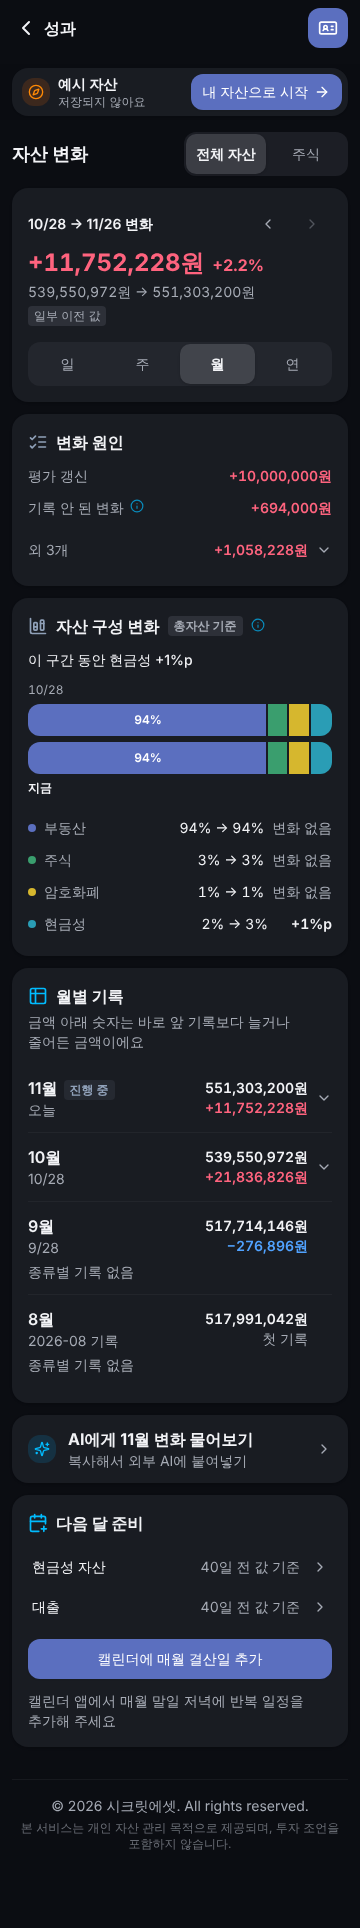 성과
예시 자산
저장되지 않아요
내 자산으로 시작 →
자산 변화
전체 자산 주식
10/28 → 11/26 변화
+11,752,228원 +2.2%
539,550,972원 → 551,303,200원
일부 이전 값
일 주 월 연
변화 원인
평가 갱신 +10,000,000원
기록 안 된 변화 +694,000원
외 3개 +1,058,228원
자산 구성 변화 총자산 기준
이 구간 동안 현금성 +1%p
10/28
94%
94%
지금
부동산 94% → 94% 변화 없음
주식 3% → 3% 변화 없음
암호화폐 1% → 1% 변화 없음
현금성 2% → 3% +1%p
월별 기록
금액 아래 숫자는 바로 앞 기록보다 늘거나
줄어든 금액이에요
11월 진행 중 551,303,200원
오늘 +11,752,228원
10월 539,550,972원
10/28 +21,836,826원
9월 517,714,146원
9/28 −276,896원
종류별 기록 없음
8월 517,991,042원
2026-08 기록 첫 기록
종류별 기록 없음
AI에게 11월 변화 물어보기
복사해서 외부 AI에 붙여넣기
다음 달 준비
현금성 자산 40일 전 값 기준
대출 40일 전 값 기준
캘린더에 매월 결산일 추가
캘린더 앱에서 매월 말일 저녁에 반복 일정을
추가해 주세요
© 2026 시크릿에셋. All rights reserved.
본 서비스는 개인 자산 관리 목적으로 제공되며, 투자 조언을
포함하지 않습니다.